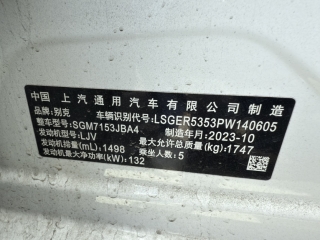 中国 上汽通用汽车有限公司 制造
品牌:别克 车辆识别代号:LSGER5353PW140605
整车型号:SGM7153JBA4 制造年月:2023-10
发动机型号:LJV 最大允许总质量(kg):1747
发动机排量(mL):1498 乘坐人数:5
最大净功率(kW):132